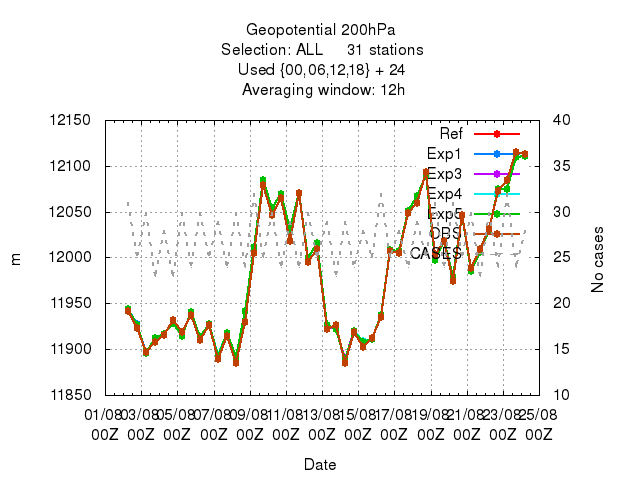 Geopotential 200hPa
Selection: ALL 31 stations
Used {00,06,12,18} + 24
Averaging window: 12h
12150
12100
12050
12000
11950
11900
11850
m
40
35
30
25
20
15
10
No cases
Ref
Exp1
Exp3
Exp4
Exp5
OBS
CASES
01/08 03/08 05/08 07/08 09/08 11/08 13/08 15/08 17/08 19/08 21/08 23/08 25/08
00Z 00Z 00Z 00Z 00Z 00Z 00Z 00Z 00Z 00Z 00Z 00Z 00Z
Date